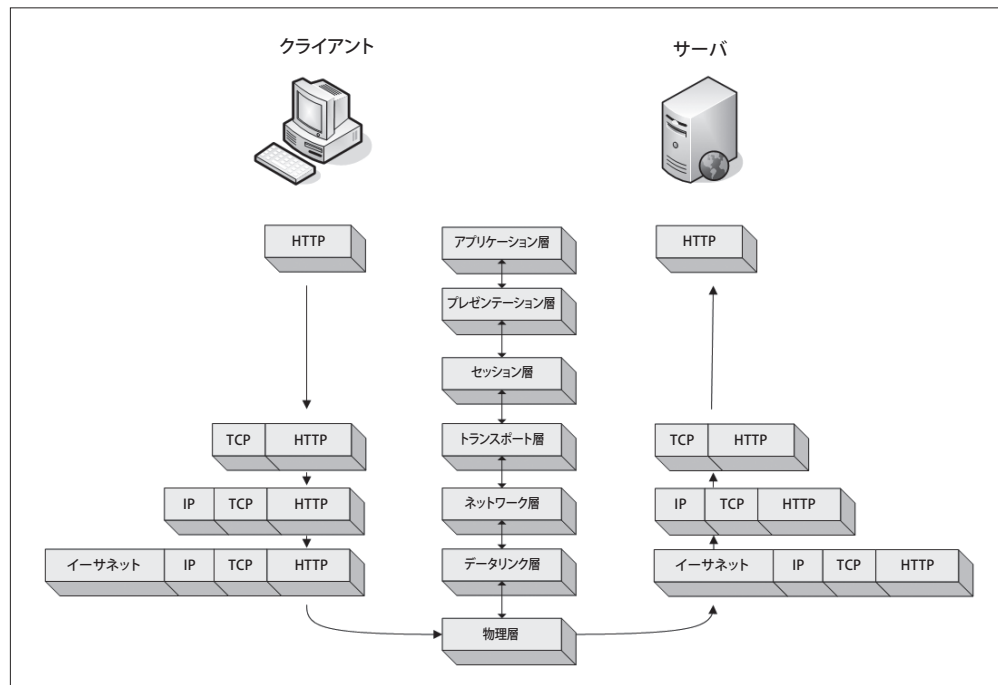 クライアント
サーバ
HTTP
アプリケーション層
HTTP
プレゼンテーション層
セッション層
TCP HTTP
トランスポート層
TCP HTTP
IP TCP HTTP
ネットワーク層
IP TCP HTTP
イーサネット IP TCP HTTP
データリンク層
イーサネット IP TCP HTTP
物理層